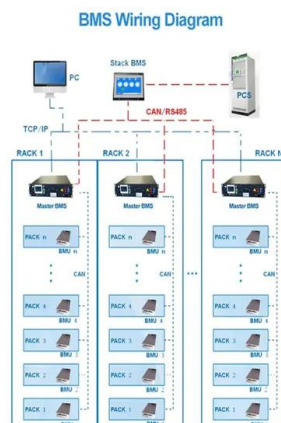 BMS Wiring Diagram
Stack BMS
PC
PCS
CAN/RS485
TCP/IP
RACK 1
RACK 2
RACK N
Master BMS
Master BMS
Master BMS
PACK n
PACK n
PACK n
BMU n
BMU n
BMU n
CAN
CAN
CAN
PACK 4
PACK 4
PACK 4
BMU 4
BMU 4
BMU 4
PACK 3
PACK 3
PACK 3
BMU 3
BMU 3
BMU 3
PACK 2
PACK 2
PACK 2
BMU 2
BMU 2
BMU 2
PACK 1
PACK 1
PACK 1